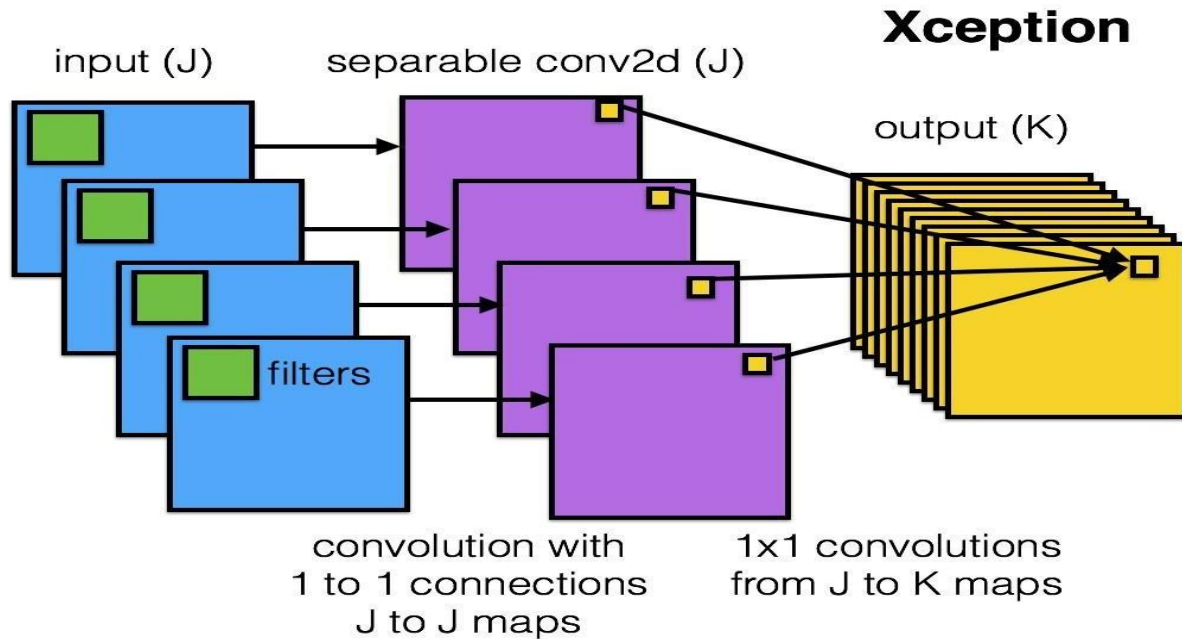 Xception
input (J)
separable conv2d (J)
output (K)
filters
convolution with
1 to 1 connections
J to J maps
1x1 convolutions
from J to K maps